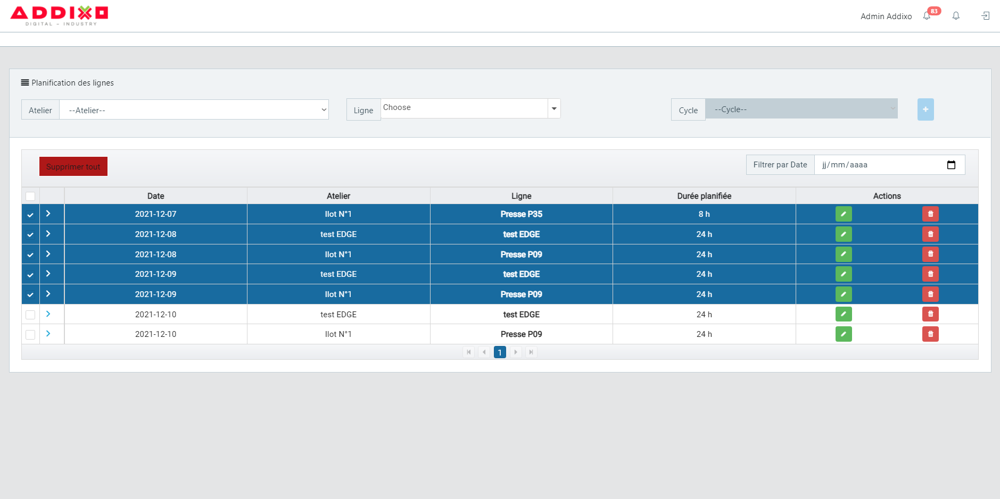 ADDIXO
DIGITAL - INDUSTRY
Admin Addixo
83
Planification des lignes
Atelier --Atelier-- Ligne Choose Cycle --Cycle-- +
Supprimer tout Filtrer par Date jj/mm/aaaa
Date Atelier Ligne Durée planifiée Actions
2021-12-07 Ilot N°1 Presse P35 8 h
2021-12-08 test EDGE test EDGE 24 h
2021-12-08 Ilot N°1 Presse P09 24 h
2021-12-09 test EDGE test EDGE 24 h
2021-12-09 Ilot N°1 Presse P09 24 h
2021-12-10 test EDGE test EDGE 24 h
2021-12-10 Ilot N°1 Presse P09 24 h
1